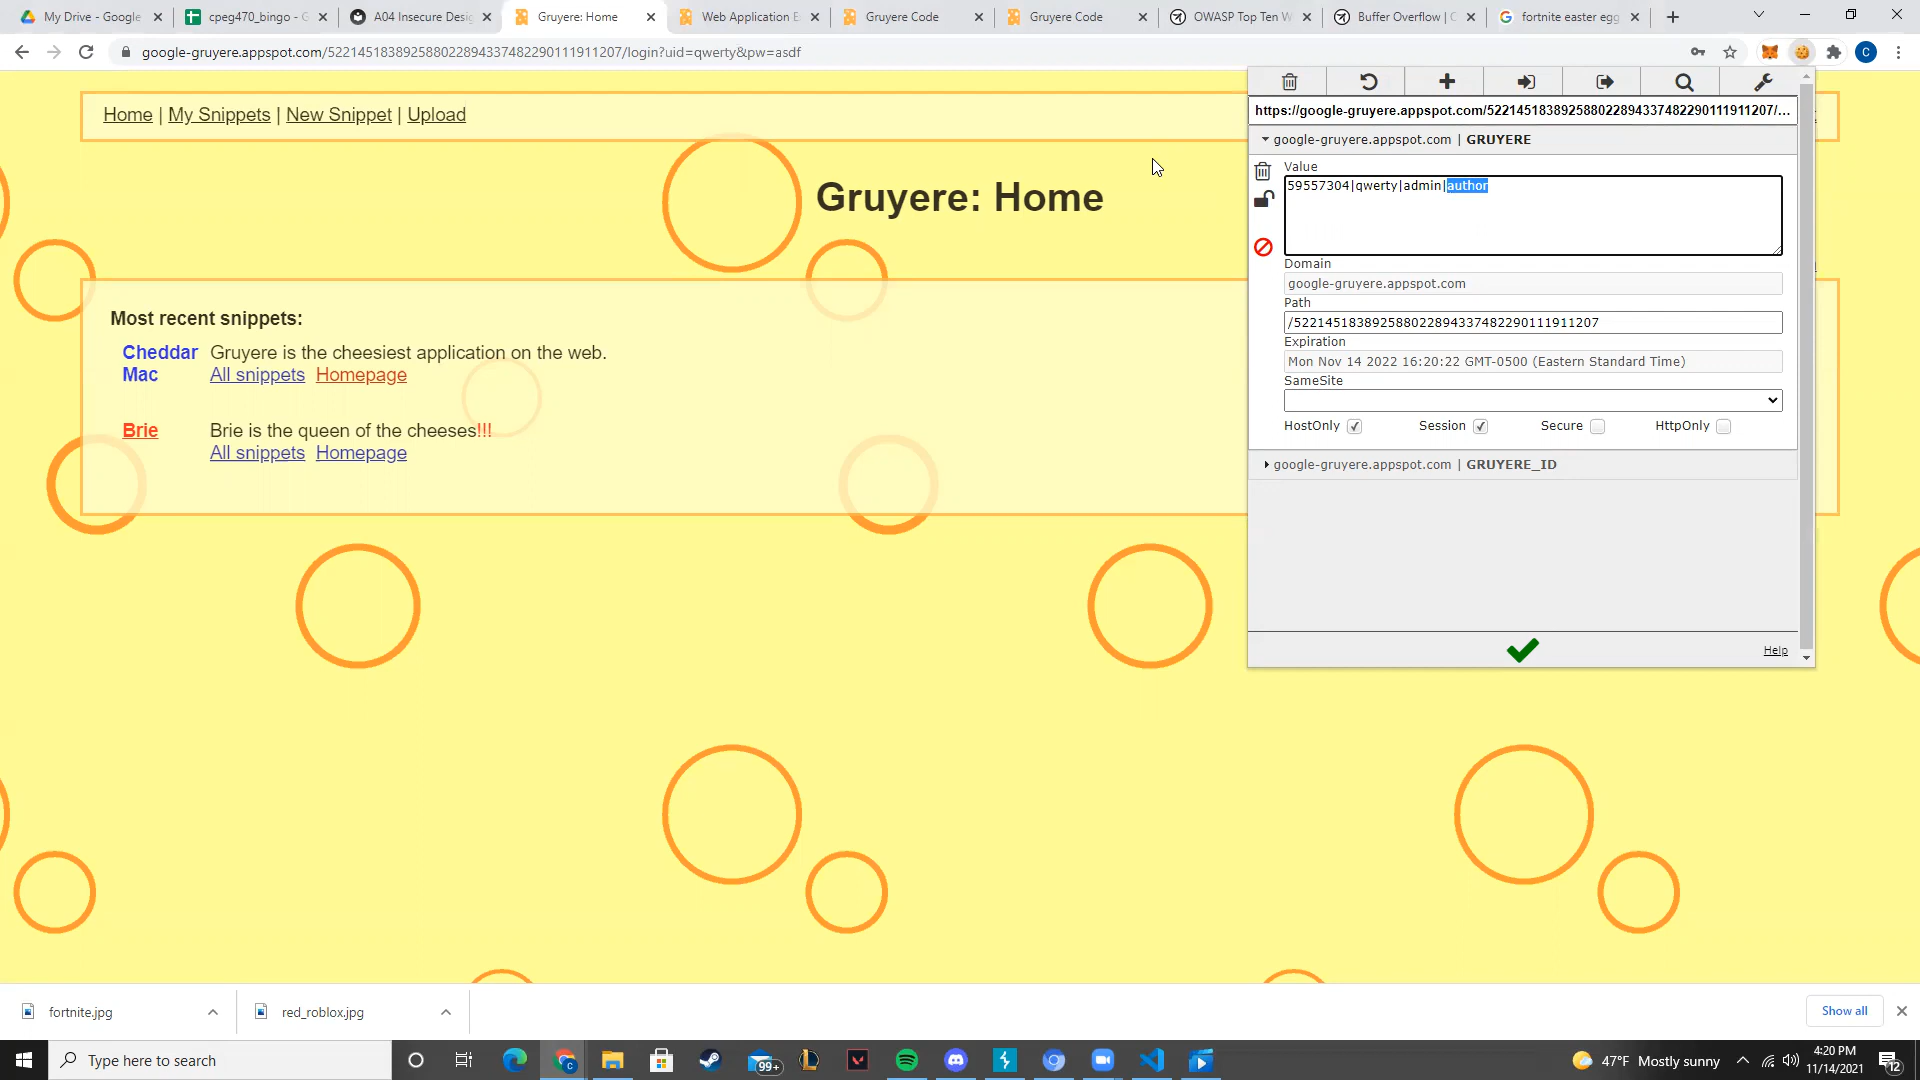 My Drive - Google
cpeg470_bingo - G
A04 Insecure Desig
Gruyere: Home
Web Application E
Gruyere Code
Gruyere Code
OWASP Top Ten W
Buffer Overflow | C
fortnite easter egg
google-gruyere.appspot.com/522145183892588022894337482290111911207/login?uid=qwerty&pw=asdf
C
Home | My Snippets | New Snippet | Upload
Gruyere: Home
Most recent snippets:
Cheddar Mac
Gruyere is the cheesiest application on the web.
All snippets Homepage
Brie
Brie is the queen of the cheeses!!!
All snippets Homepage
https://google-gruyere.appspot.com/522145183892588022894337482290111911207/...
google-gruyere.appspot.com | GRUYERE
Value
59557304|qwerty|admin|author
Domain
google-gruyere.appspot.com
Path
/522145183892588022894337482290111911207
Expiration
Mon Nov 14 2022 16:20:22 GMT-0500 (Eastern Standard Time)
SameSite
HostOnly Session Secure HttpOnly
google-gruyere.appspot.com | GRUYERE_ID
Help
fortnite.jpg
red_roblox.jpg
Show all
Type here to search
C
99+
47°F Mostly sunny
4:20 PM
11/14/2021
12